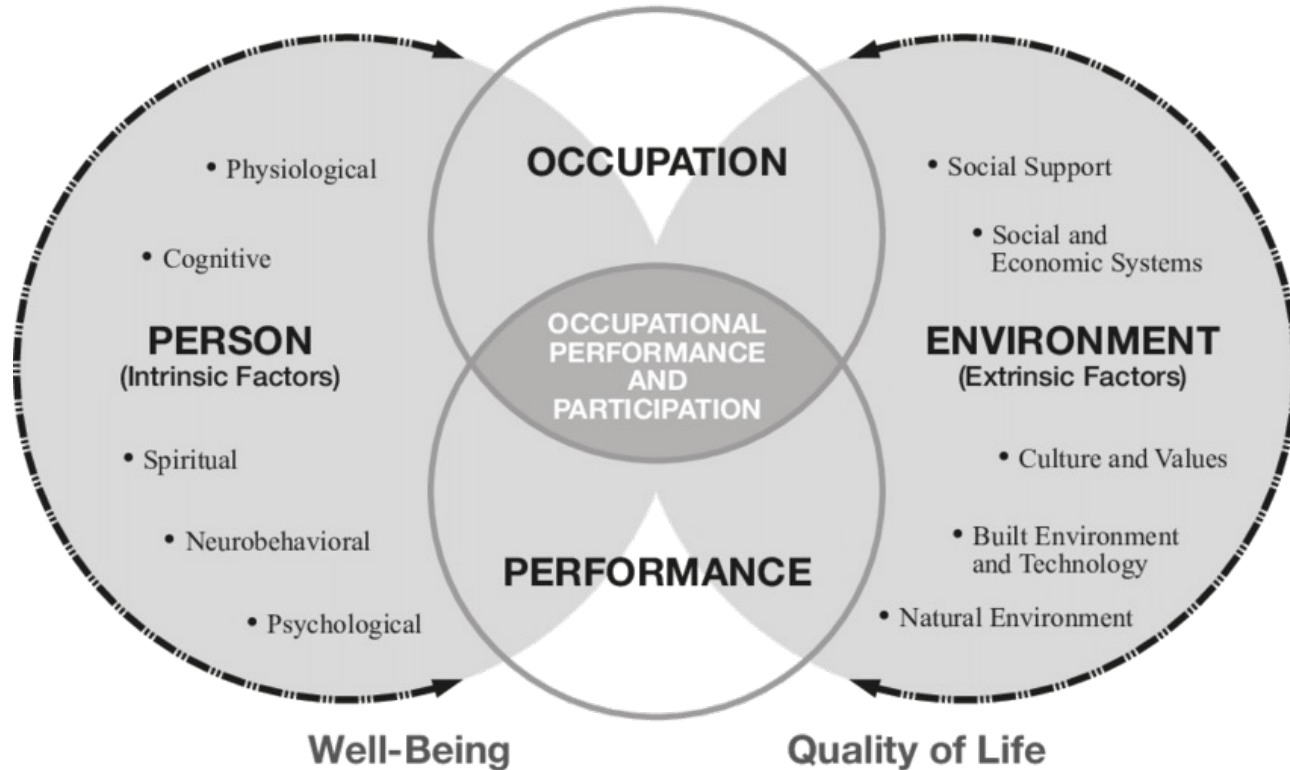 OCCUPATION
• Physiological
• Social Support
• Social and
Economic Systems
• Cognitive
OCCUPATIONAL
PERFORMANCE
AND
PARTICIPATION
PERSON
(Intrinsic Factors)
ENVIRONMENT
(Extrinsic Factors)
• Spiritual
• Culture and Values
• Neurobehavioral
• Built Environment
and Technology
PERFORMANCE
• Psychological
• Natural Environment
Well-Being
Quality of Life